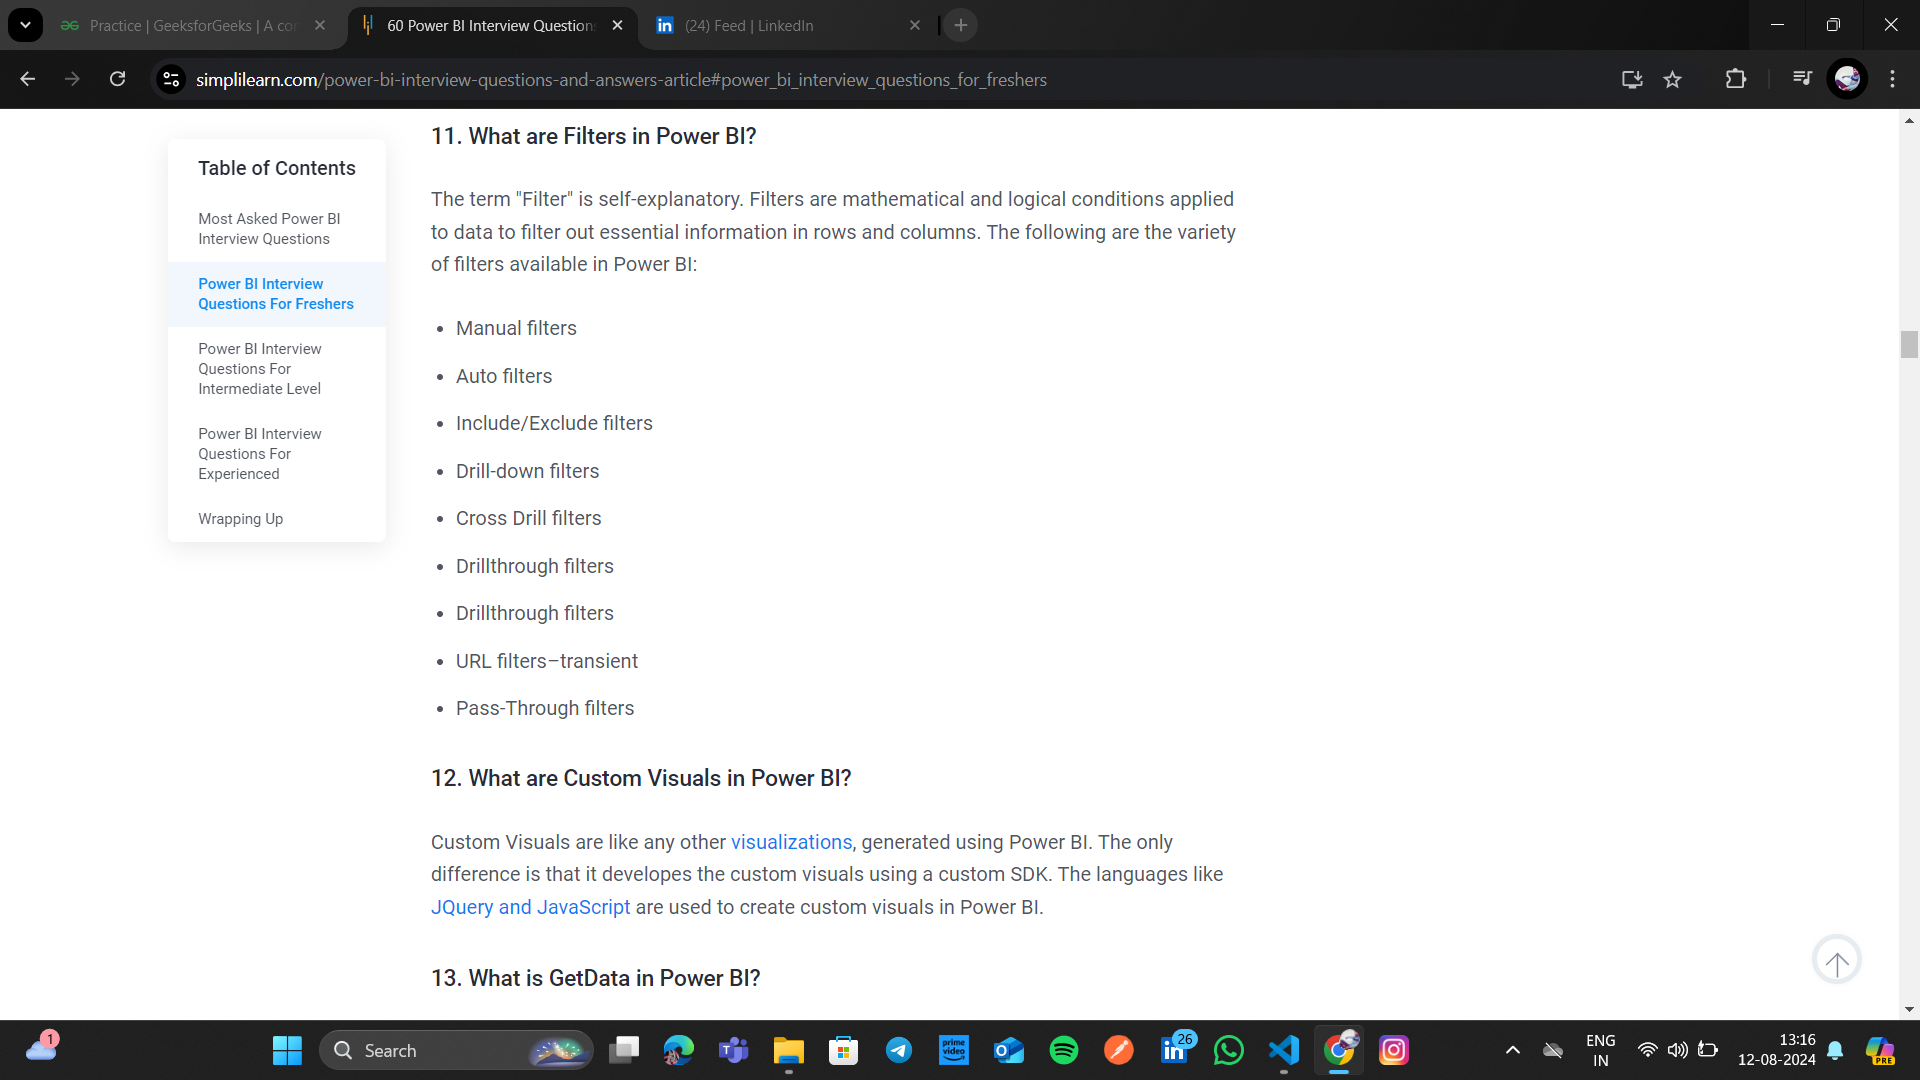 Practice | GeeksforGeeks | A con
60 Power BI Interview Question
(24) Feed | LinkedIn
simplilearn.com/power-bi-interview-questions-and-answers-article#power_bi_interview_questions_for_freshers
Table of Contents
Most Asked Power BI
Interview Questions
Power BI Interview
Questions For Freshers
Power BI Interview
Questions For
Intermediate Level
Power BI Interview
Questions For
Experienced
Wrapping Up
11. What are Filters in Power BI?
The term "Filter" is self-explanatory. Filters are mathematical and logical conditions applied
to data to filter out essential information in rows and columns. The following are the variety
of filters available in Power BI:
• Manual filters
• Auto filters
• Include/Exclude filters
• Drill-down filters
• Cross Drill filters
• Drillthrough filters
• Drillthrough filters
• URL filters–transient
• Pass-Through filters
12. What are Custom Visuals in Power BI?
Custom Visuals are like any other visualizations, generated using Power BI. The only
difference is that it developes the custom visuals using a custom SDK. The languages like
JQuery and JavaScript are used to create custom visuals in Power BI.
13. What is GetData in Power BI?
1
Search
prime video
26
ENG
IN
13:16
12-08-2024
PRE